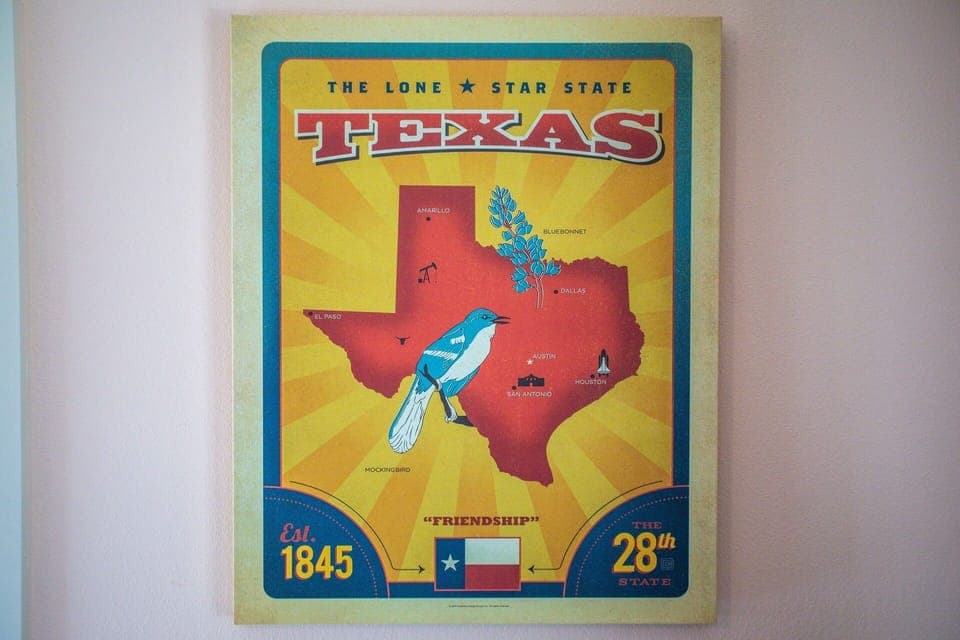 THE LONE ★ STAR STATE
TEXAS
AMARILLO
BLUEBONNET
DALLAS
EL PASO
AUSTIN
HOUSTON
SAN ANTONIO
MOCKINGBIRD
"FRIENDSHIP"
Est.
1845
THE
28th
STATE